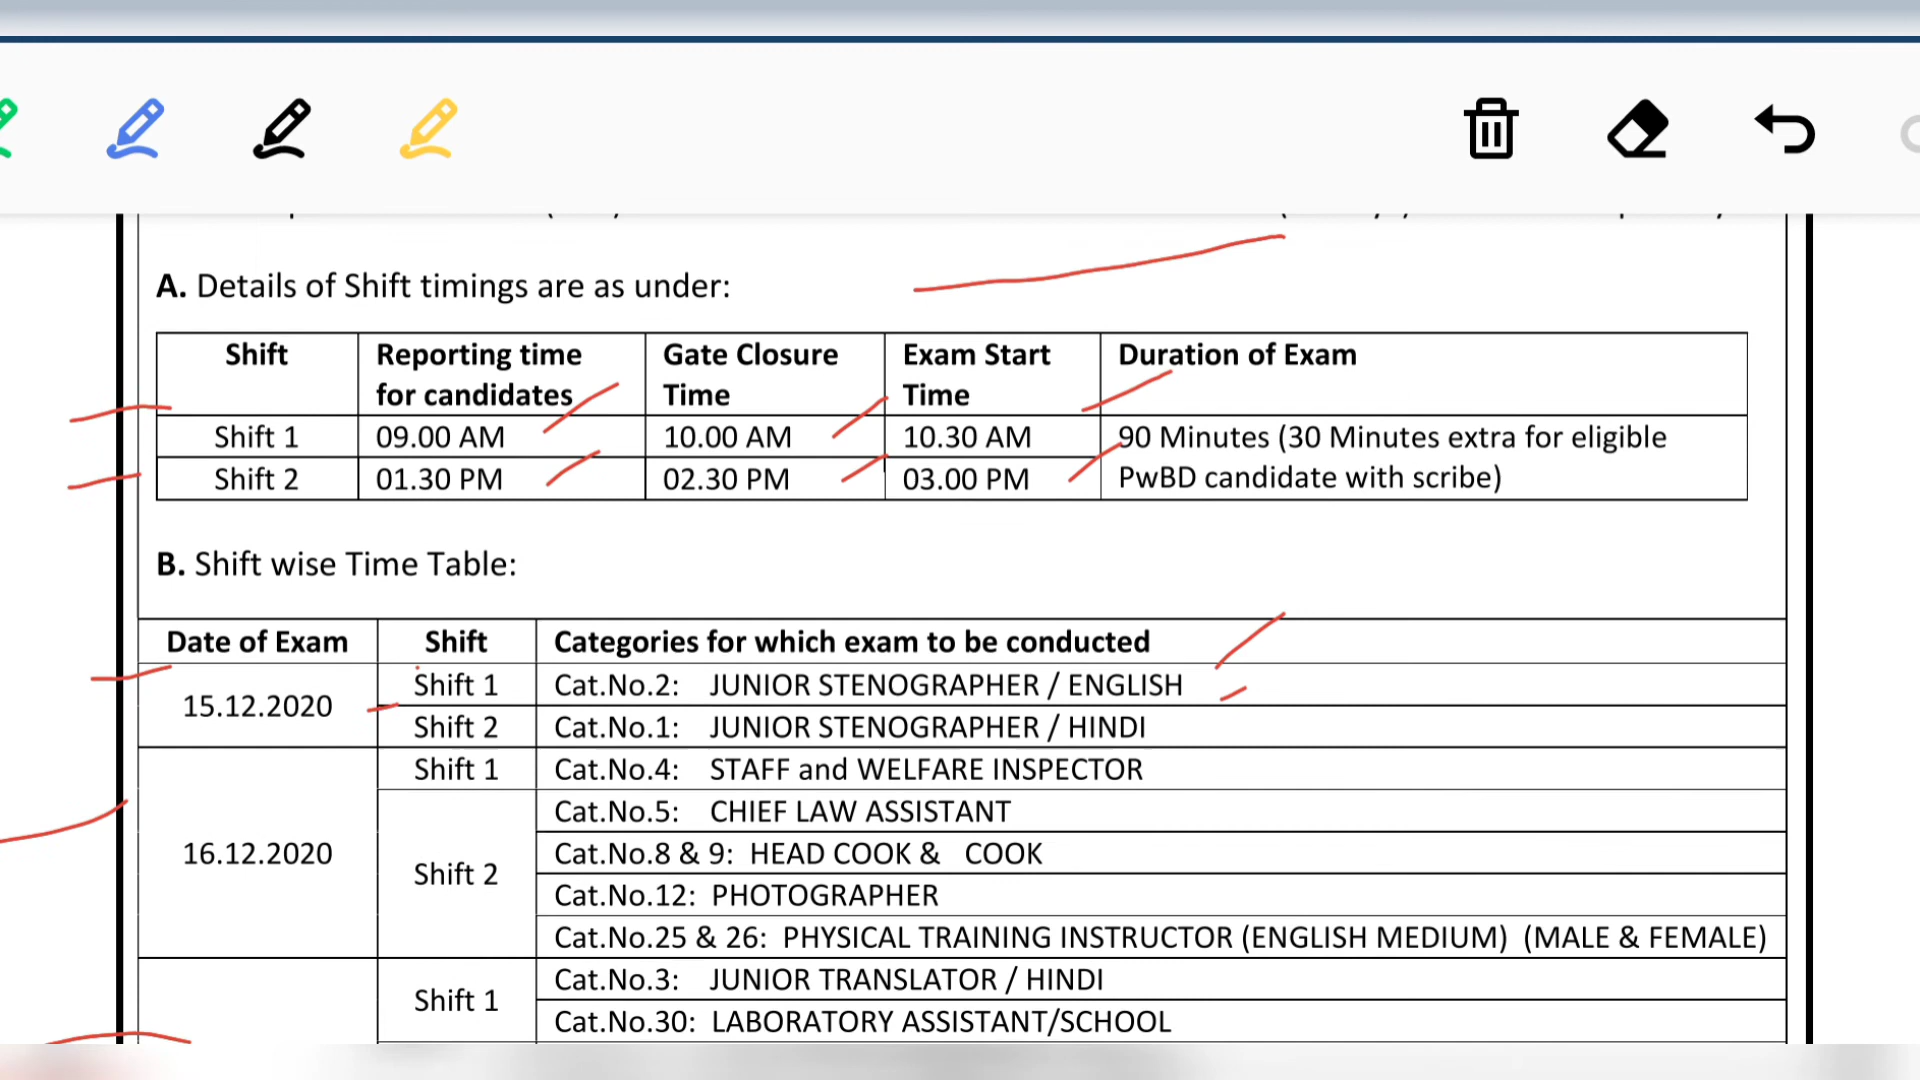 A. Details of Shift timings are as under:
Shift Reporting time for candidates Gate Closure Time Exam Start Time Duration of Exam
Shift 1 09.00 AM 10.00 AM 10.30 AM 90 Minutes (30 Minutes extra for eligible
Shift 2 01.30 PM 02.30 PM 03.00 PM PwBD candidate with scribe)
B. Shift wise Time Table:
Date of Exam Shift Categories for which exam to be conducted
15.12.2020 Shift 1 Cat.No.2: JUNIOR STENOGRAPHER / ENGLISH
Shift 2 Cat.No.1: JUNIOR STENOGRAPHER / HINDI
16.12.2020 Shift 1 Cat.No.4: STAFF and WELFARE INSPECTOR
Shift 2 Cat.No.5: CHIEF LAW ASSISTANT
Cat.No.8 & 9: HEAD COOK & COOK
Cat.No.12: PHOTOGRAPHER
Cat.No.25 & 26: PHYSICAL TRAINING INSTRUCTOR (ENGLISH MEDIUM) (MALE & FEMALE)
Shift 1 Cat.No.3: JUNIOR TRANSLATOR / HINDI
Cat.No.30: LABORATORY ASSISTANT/SCHOOL